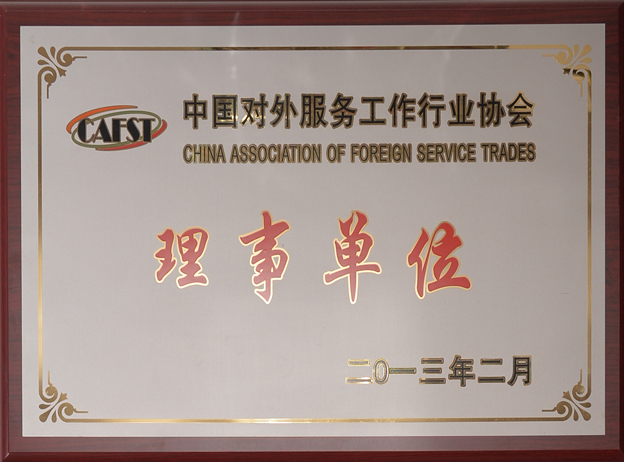 CAFST
中国对外服务工作行业协会
CHINA ASSOCIATION OF FOREIGN SERVICE TRADES
理事单位
二〇一三年二月